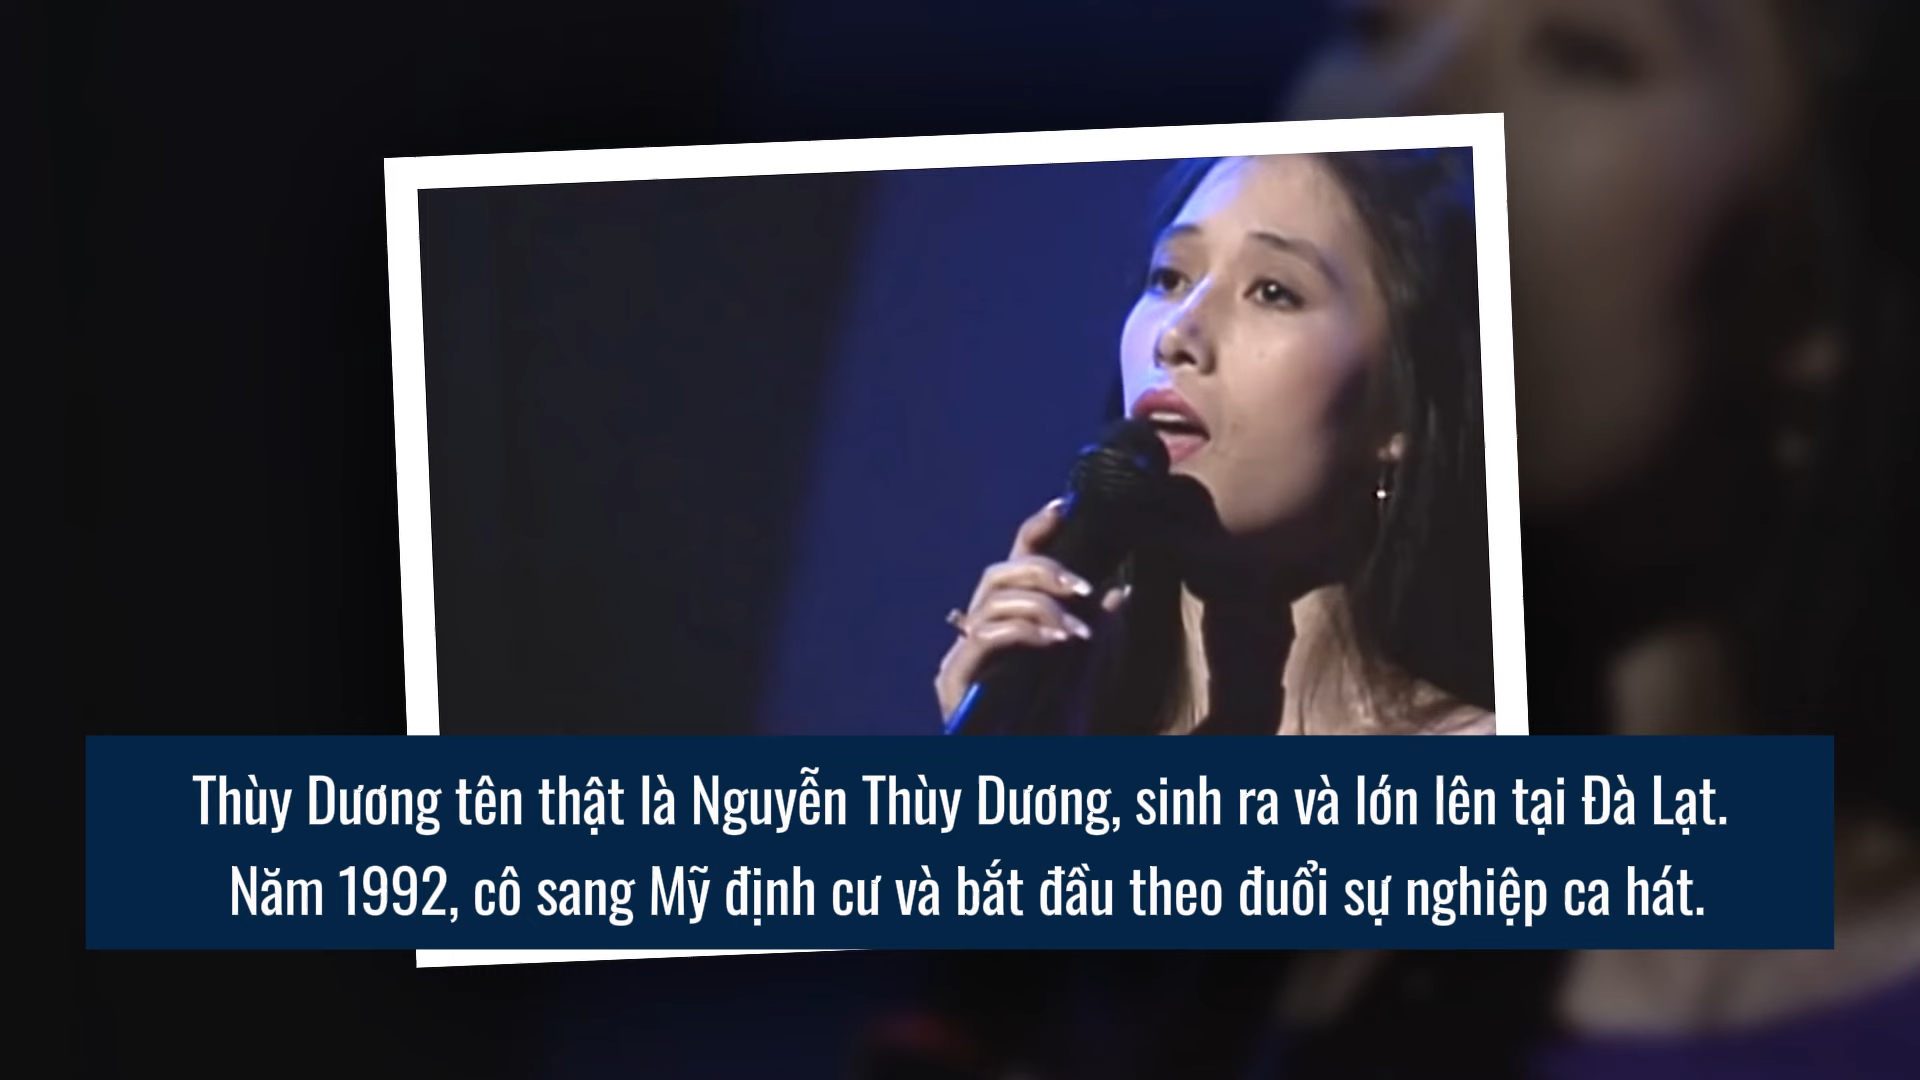 Thùy Dương tên thật là Nguyễn Thùy Dương, sinh ra và lớn lên tại Đà Lạt.
Năm 1992, cô sang Mỹ định cư và bắt đầu theo đuổi sự nghiệp ca hát.